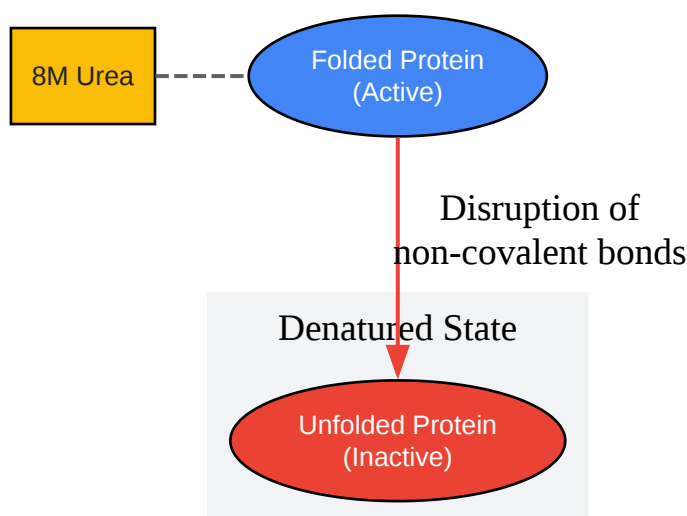 8M Urea
Folded Protein
(Active)
Disruption of
non-covalent bonds
Denatured State
Unfolded Protein
(Inactive)